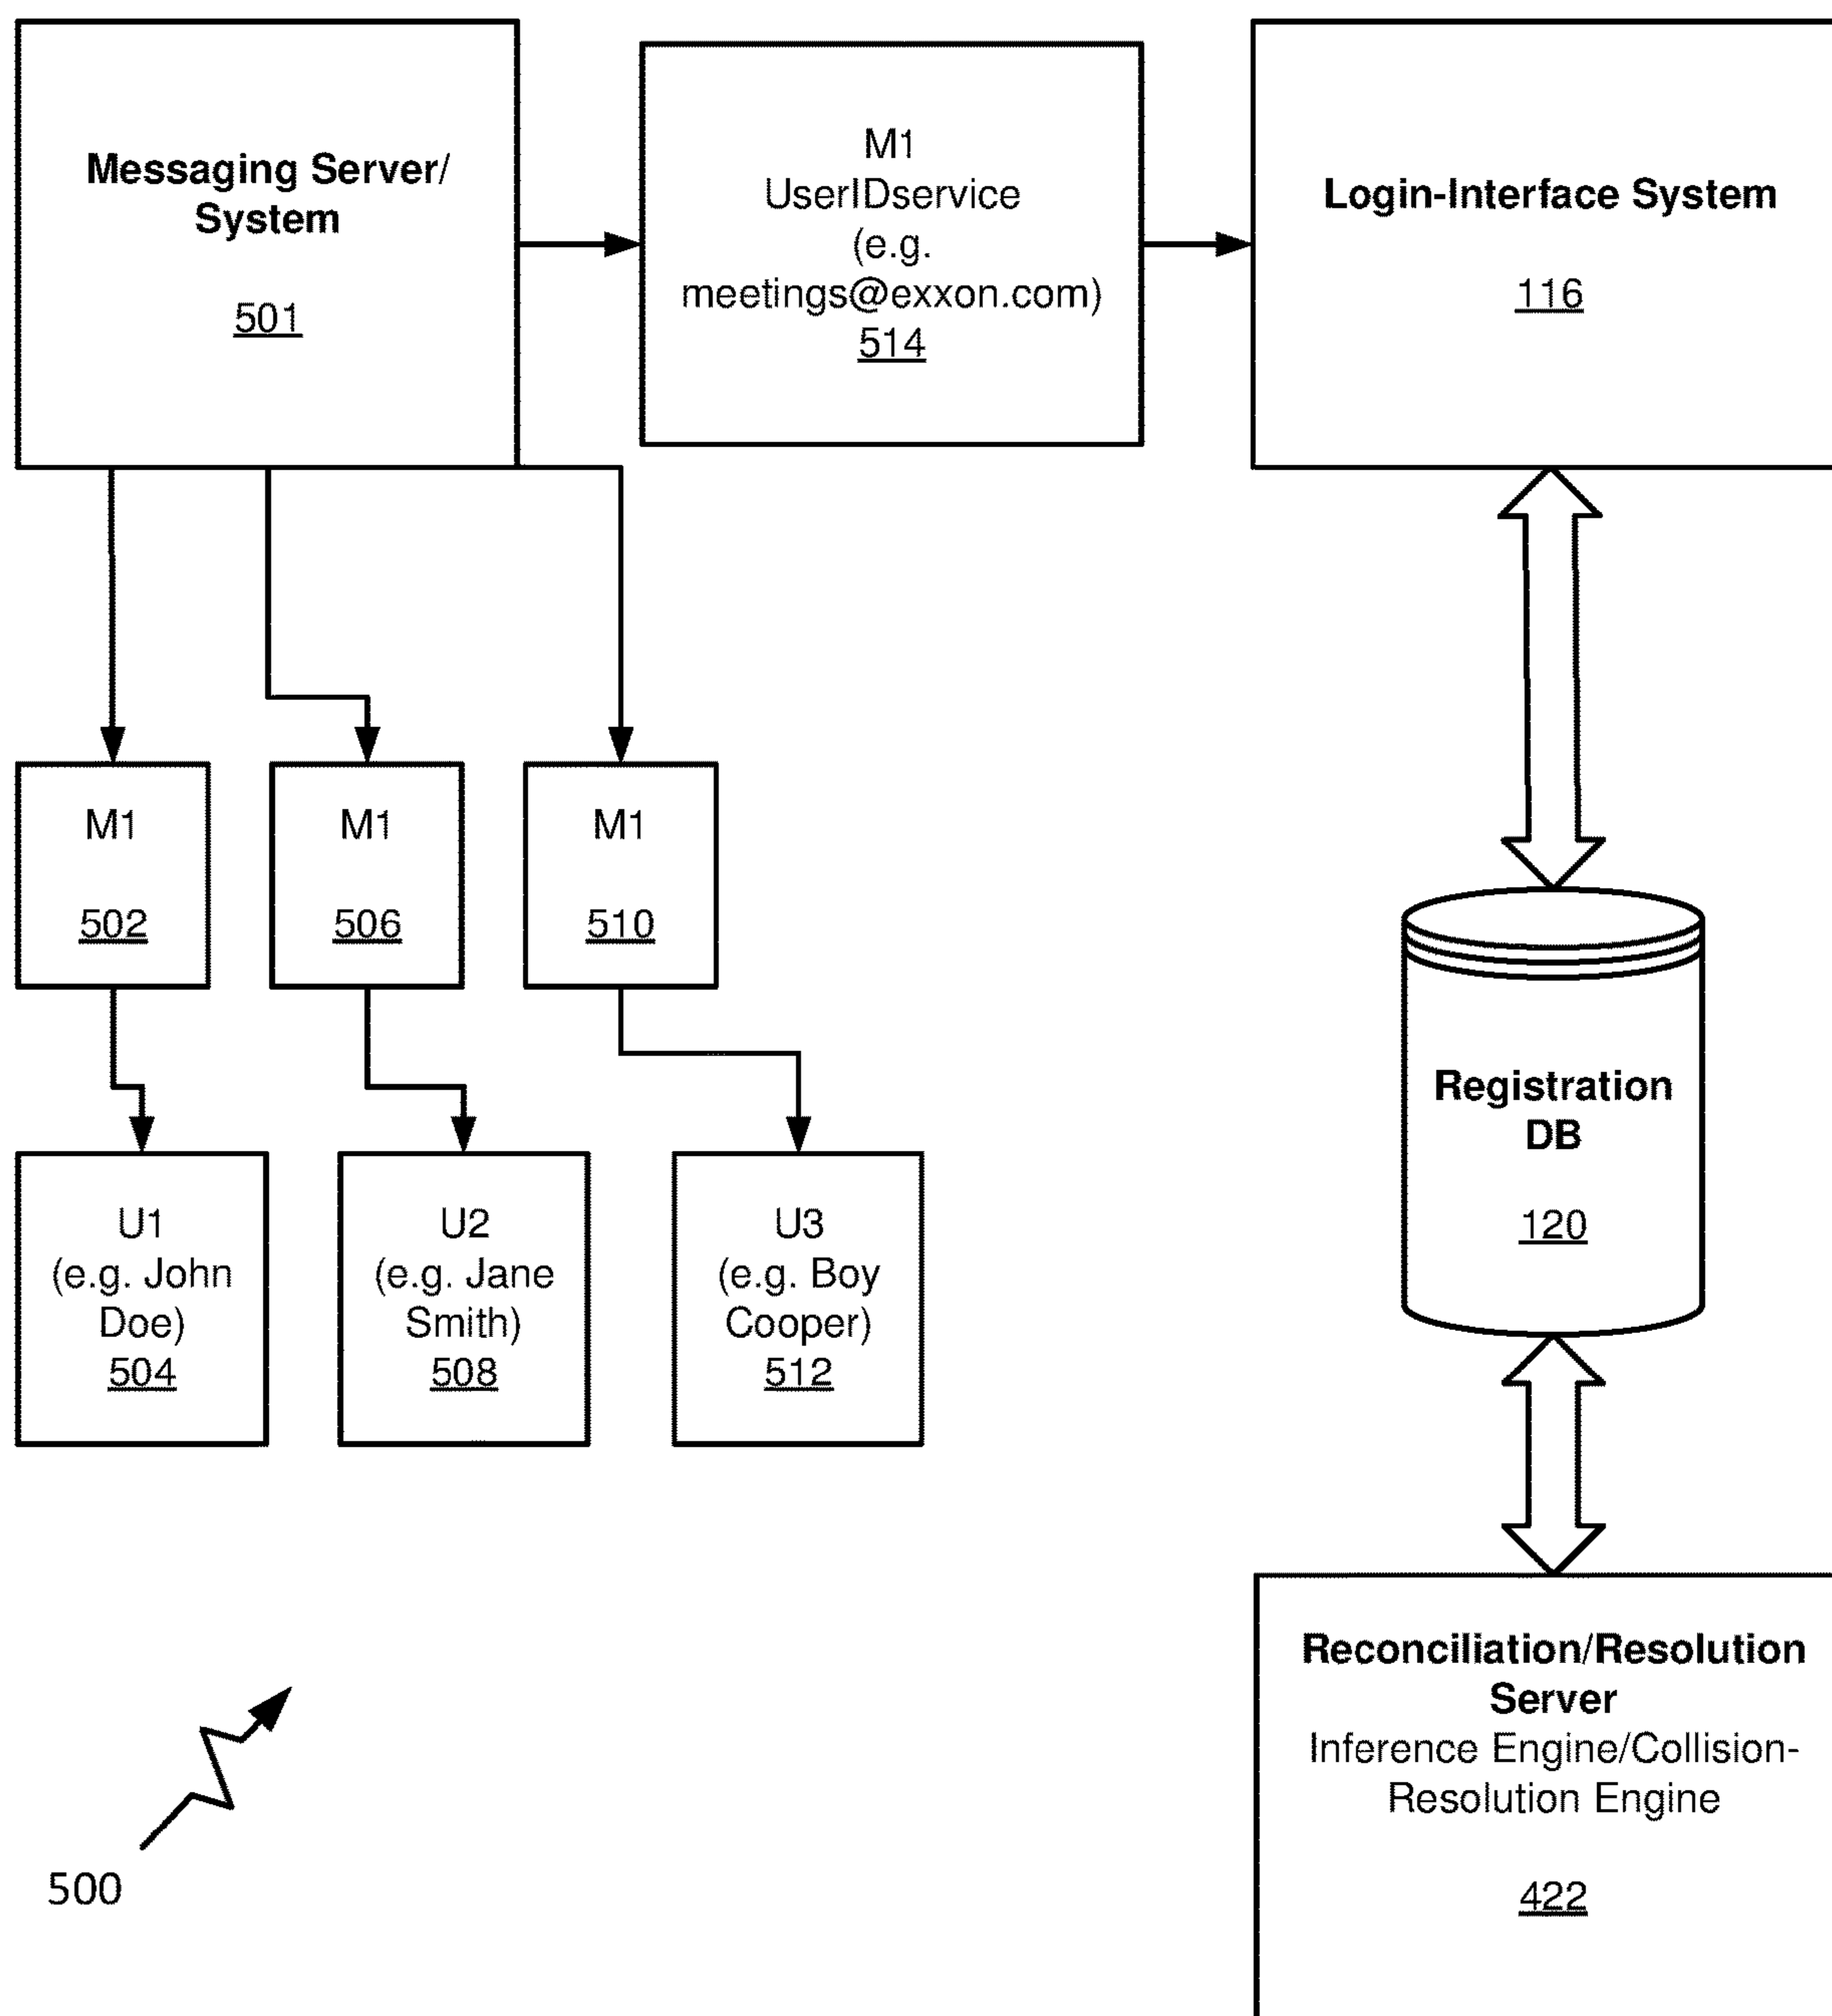 Messaging Server/
System
501
M1
UserIDservice
(e.g.
meetings@exxon.com)
514
Login-Interface System
116
M1
502
M1
506
M1
510
U1
(e.g. John
Doe)
504
U2
(e.g. Jane
Smith)
508
U3
(e.g. Boy
Cooper)
512
Registration
DB
120
Reconciliation/Resolution
Server
Inference Engine/Collision-
Resolution Engine
422
500